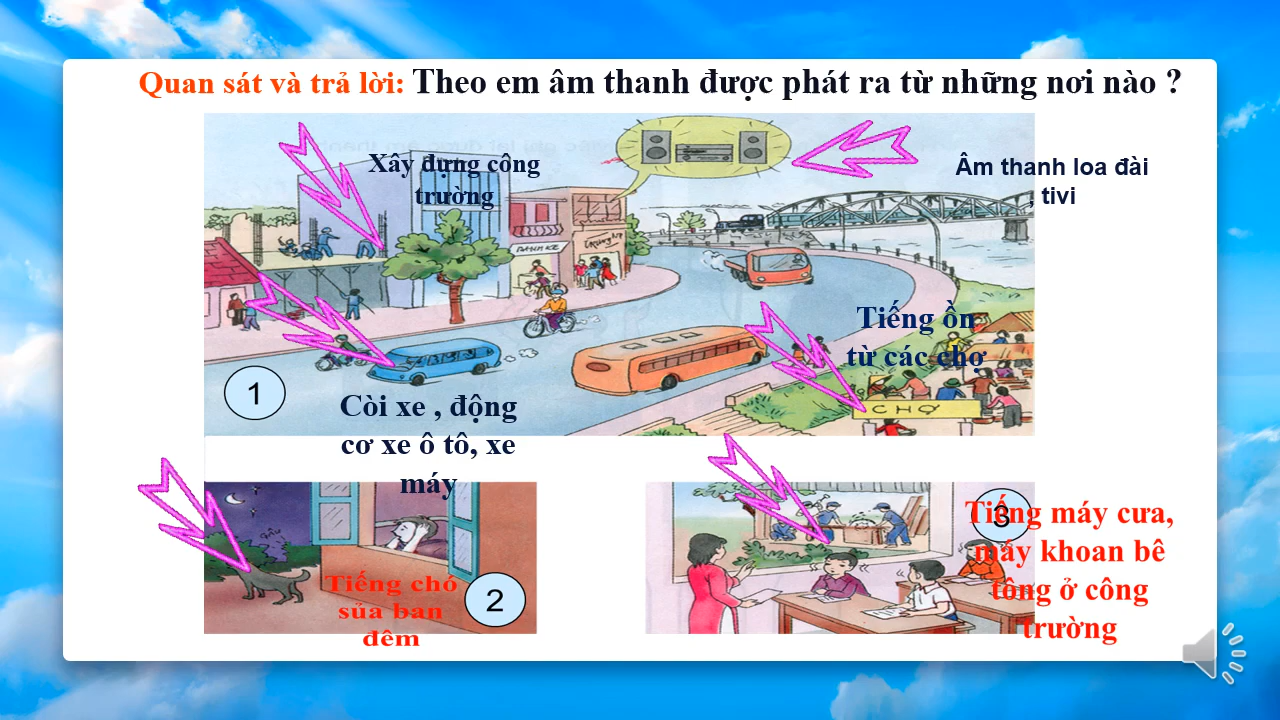 Quan sát và trả lời: Theo em âm thanh được phát ra từ những nơi nào ?
Xây dựng công
trường
Âm thanh loa đài
, tivi
Tiếng ồn
từ các chợ
CHỢ
1
Còi xe , động
cơ xe ô tô, xe
máy
Tiếng chó
sủa ban
đêm
2
3
Tiếng máy cưa,
máy khoan bê
tông ở công
trường